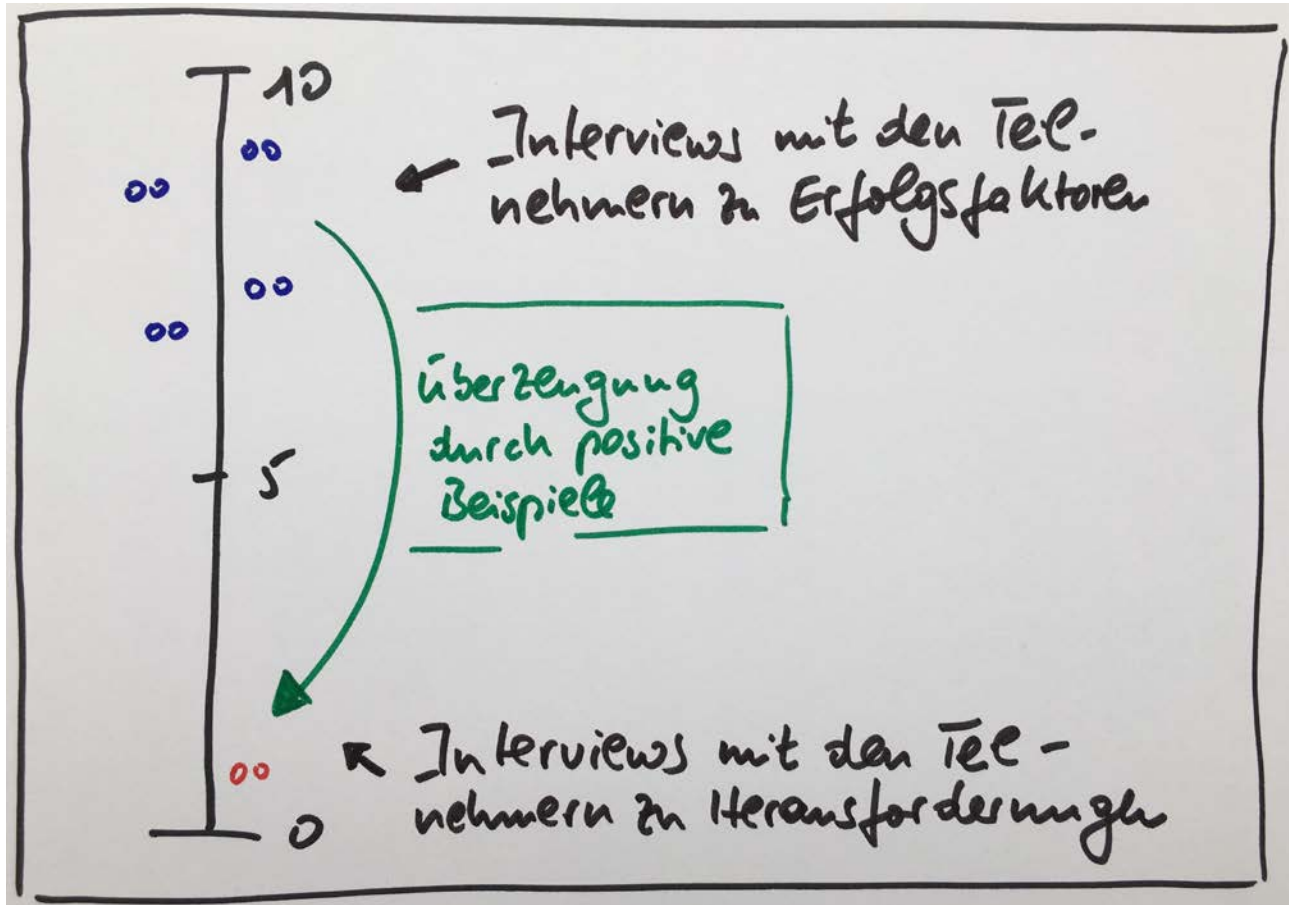 10
Interviews mit den Teil-
nehmern zu Erfolgsfaktoren
Überzeugung
durch positive
Beispiele
5
Interviews mit den Teil-
nehmern zu Herausforderungen
0